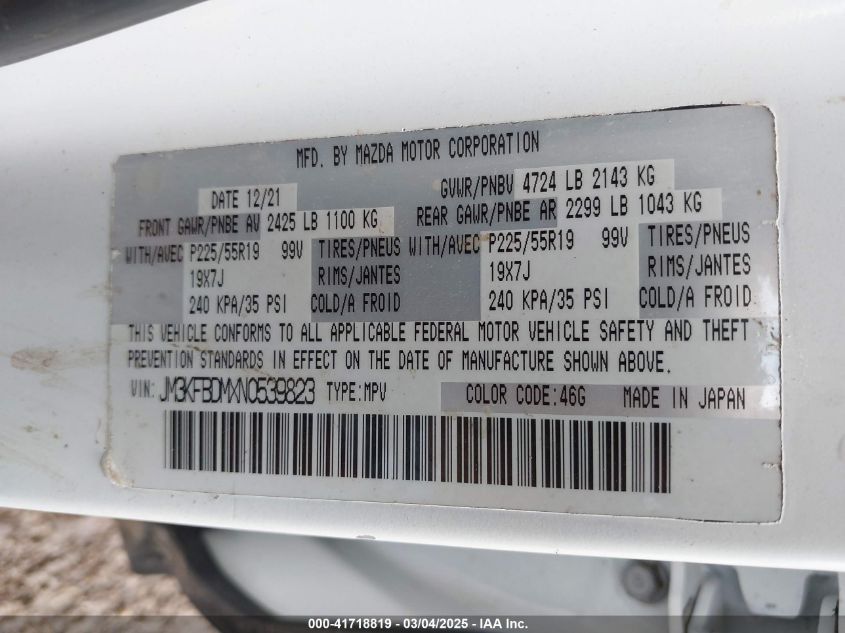 MFD. BY MAZDA MOTOR CORPORATION
DATE 12/21 GVWR/PNBV 4724 LB 2143 KG
FRONT GAWR/PNBE AV 2425 LB 1100 KG REAR GAWR/PNBE AR 2299 LB 1043 KG
WITH/AVEC P225/55R19 99V TIRES/PNEUS WITH/AVEC P225/55R19 99V TIRES/PNEUS
19X7J RIMS/JANTES 19X7J RIMS/JANTES
240 KPA/35 PSI COLD/A FROID 240 KPA/35 PSI COLD/A FROID
THIS VEHICLE CONFORMS TO ALL APPLICABLE FEDERAL MOTOR VEHICLE SAFETY AND THEFT
PREVENTION STANDARDS IN EFFECT ON THE DATE OF MANUFACTURE SHOWN ABOVE.
VIN: JM3KFBDMXN0539823 TYPE:MPV COLOR CODE:46G MADE IN JAPAN
000-41718819 - 03/04/2025 - IAA Inc.